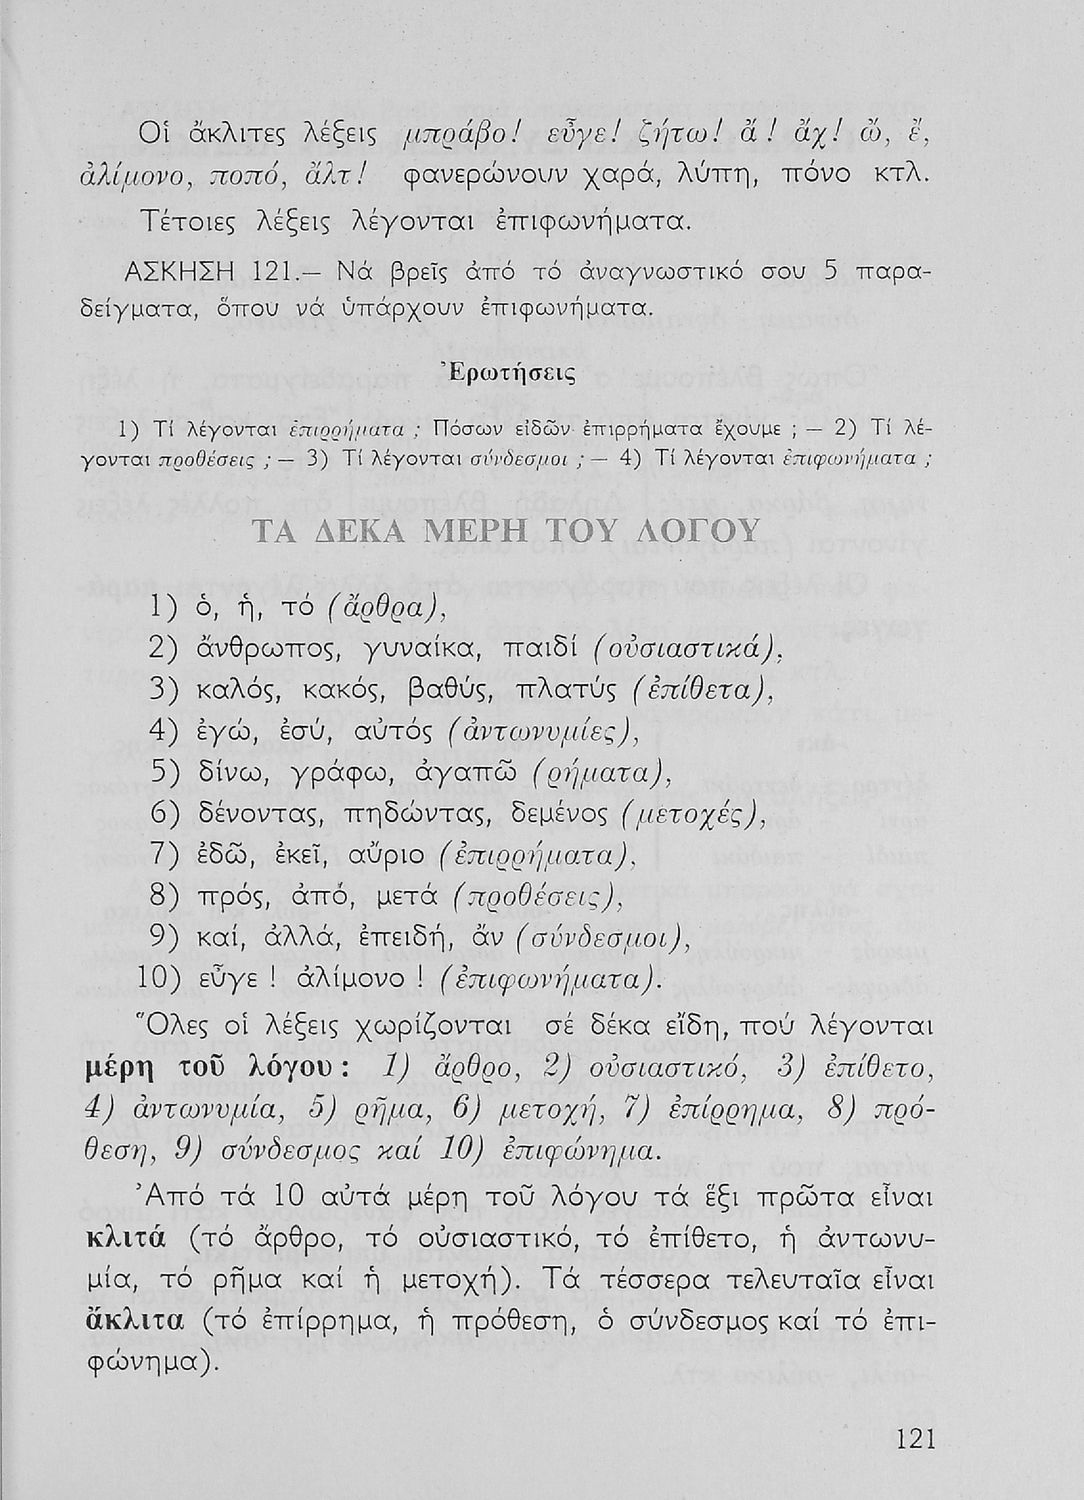 Οἱ ἄκλιτες λέξεις μπράβο! εὖγε! ζήτω! ἄ! ἄχ! ὤ, ἔ,
ἀλίμονο, ποπό, ἄλτ! φανερώνουν χαρά, λύπη, πόνο κτλ.
Τέτοιες λέξεις λέγονται ἐπιφωνήματα.
ΑΣΚΗΣΗ 121.— Νά βρεῖς ἀπό τό ἀναγνωστικό σου 5 παρα-
δείγματα, ὅπου νά ὑπάρχουν ἐπιφωνήματα.
Ἐρωτήσεις
1) Τί λέγονται ἐπιρρήματα ; Πόσων εἰδῶν ἐπιρρήματα ἔχουμε ; — 2) Τί λέ-
γονται προθέσεις ; — 3) Τί λέγονται σύνδεσμοι ; — 4) Τί λέγονται ἐπιφωνήματα ;
ΤΑ ΔΕΚΑ ΜΕΡΗ ΤΟΥ ΛΟΓΟΥ
1) ὁ, ἡ, τό (ἄρθρα),
2) ἄνθρωπος, γυναίκα, παιδί (οὐσιαστικά),
3) καλός, κακός, βαθύς, πλατύς (ἐπίθετα),
4) ἐγώ, ἐσύ, αὐτός (ἀντωνυμίες),
5) δίνω, γράφω, ἀγαπῶ (ρήματα),
6) δένοντας, πηδώντας, δεμένος (μετοχές),
7) ἐδῶ, ἐκεῖ, αὔριο (ἐπιρρήματα),
8) πρός, ἀπό, μετά (προθέσεις),
9) καί, ἀλλά, ἐπειδή, ἄν (σύνδεσμοι),
10) εὖγε ! ἀλίμονο ! (ἐπιφωνήματα).
Ὅλες οἱ λέξεις χωρίζονται σέ δέκα εἴδη, πού λέγονται
μέρη τοῦ λόγου : 1) ἄρθρο, 2) οὐσιαστικό, 3) ἐπίθετο,
4) ἀντωνυμία, 5) ρῆμα, 6) μετοχή, 7) ἐπίρρημα, 8) πρό-
θεση, 9) σύνδεσμος καί 10) ἐπιφώνημα.
Ἀπό τά 10 αὐτά μέρη τοῦ λόγου τά ἕξι πρῶτα εἶναι
κλιτά (τό ἄρθρο, τό οὐσιαστικό, τό ἐπίθετο, ἡ ἀντωνυ-
μία, τό ρῆμα καί ἡ μετοχή). Τά τέσσερα τελευταῖα εἶναι
ἄκλιτα (τό ἐπίρρημα, ἡ πρόθεση, ὁ σύνδεσμος καί τό ἐπι-
φώνημα).
121